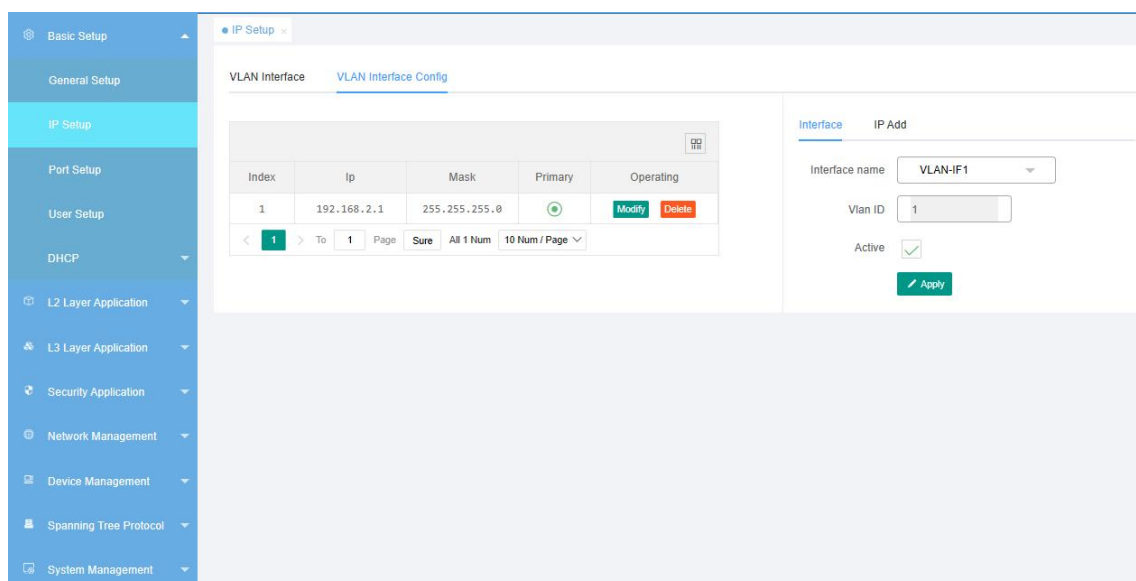 Basic Setup
General Setup
IP Setup
Port Setup
User Setup
DHCP
L2 Layer Application
L3 Layer Application
Security Application
Network Management
Device Management
Spanning Tree Protocol
System Management
IP Setup ×
VLAN Interface VLAN Interface Config
Index Ip Mask Primary Operating
1 192.168.2.1 255.255.255.0 Modify Delete
< 1 > To 1 Page Sure All 1 Num 10 Num / Page
Interface IP Add
Interface name VLAN-IF1
Vlan ID 1
Active
Apply